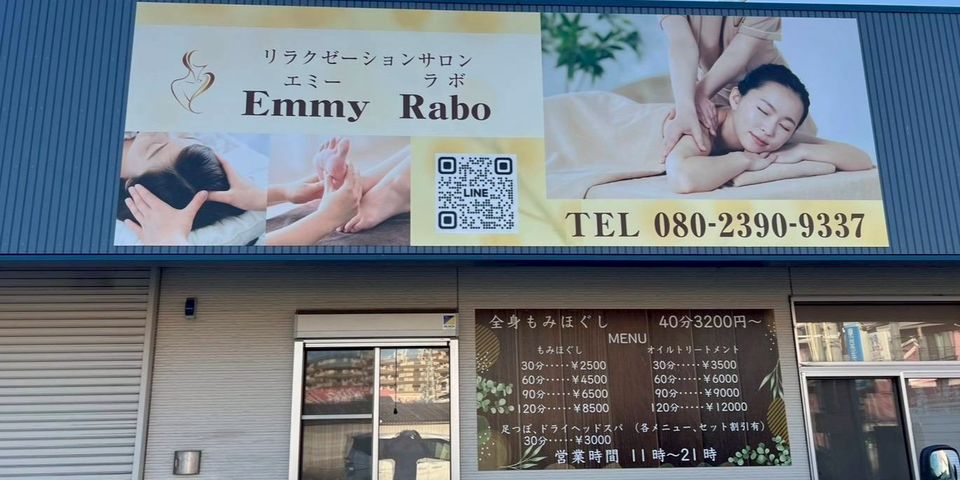 リラクゼーションサロン
エミー ラボ
Emmy Rabo
LINE
TEL 080-2390-9337
全身もみほぐし 40分3200円〜
MENU
もみほぐし オイルトリートメント
30分・・・・・¥2500 30分・・・・・¥3500
60分・・・・・¥4500 60分・・・・・¥6000
90分・・・・・¥6500 90分・・・・・¥9000
120分・・・・・¥8500 120分・・・・・¥12000
足つぼ、ドライヘッドスパ (各メニュー、セット割引有)
30分・・・・・¥3000
営業時間 11時〜21時